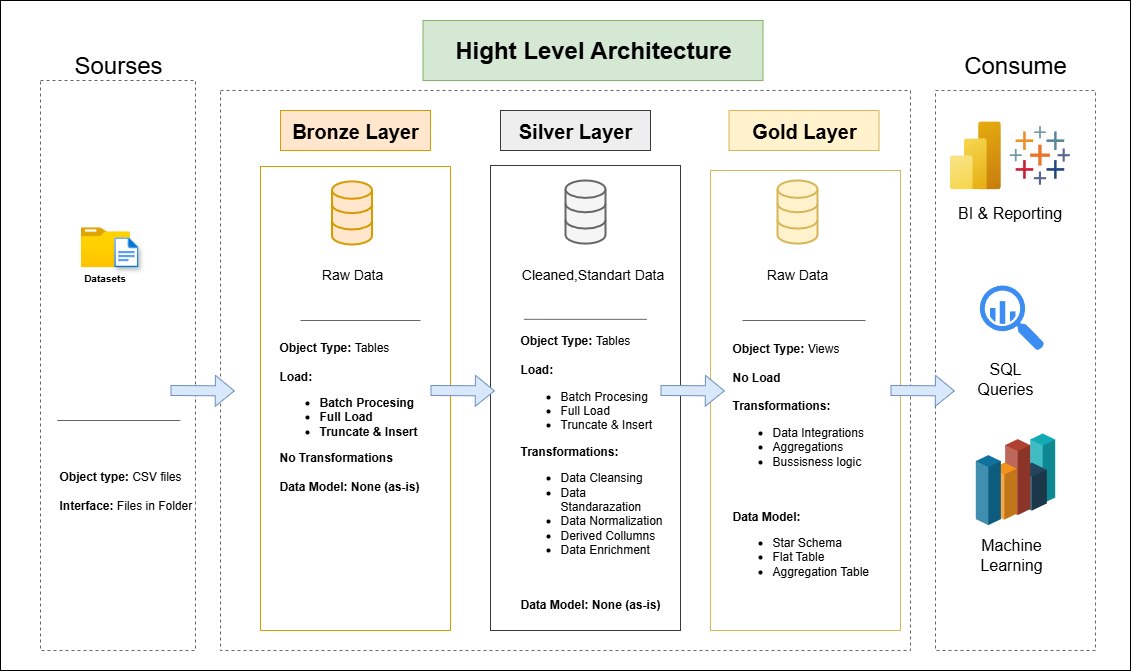 Hight Level Architecture
Sourses
Datasets
Object type: CSV files
Interface: Files in Folder
Bronze Layer
Raw Data
Object Type: Tables
Load:
Batch Procesing
Full Load
Truncate & Insert
No Transformations
Data Model: None (as-is)
Silver Layer
Cleaned,Standart Data
Object Type: Tables
Load:
Batch Procesing
Full Load
Truncate & Insert
Transformations:
Data Cleansing
Data
Standarazation
Data Normalization
Derived Collumns
Data Enrichment
Data Model: None (as-is)
Gold Layer
Raw Data
Object Type: Views
No Load
Transformations:
Data Integrations
Aggregations
Bussisness logic
Data Model:
Star Schema
Flat Table
Aggregation Table
Consume
BI & Reporting
SQL
Queries
Machine
Learning